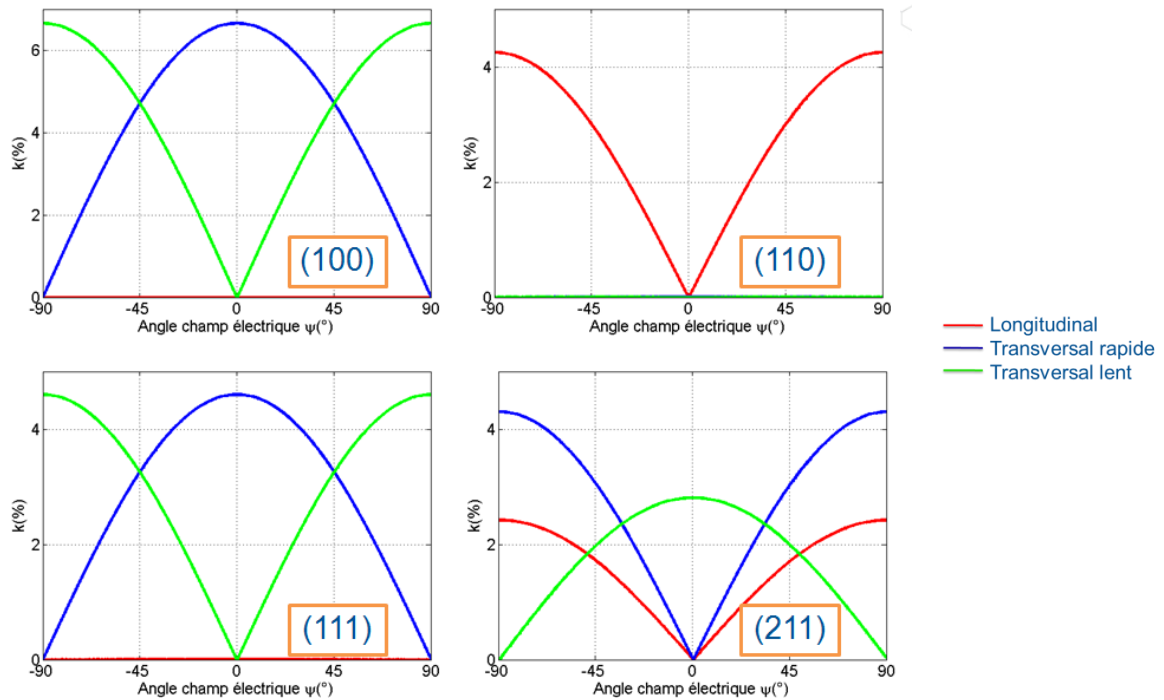 k(%)
6
4
2
0
(100)
-90 -45 0 45 90
Angle champ électrique ψ(°)
k(%)
4
2
0
(110)
-90 -45 0 45 90
Angle champ électrique ψ(°)
Longitudinal
Transversal rapide
Transversal lent
k(%)
4
2
0
(111)
-90 -45 0 45 90
Angle champ électrique ψ(°)
k(%)
4
2
0
(211)
-90 -45 0 45 90
Angle champ électrique ψ(°)